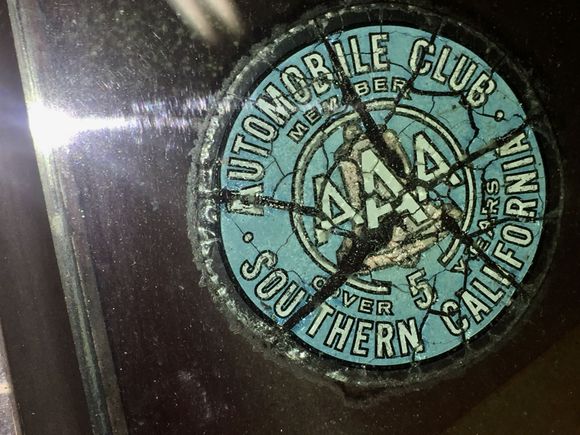 AUTOMOBILE CLUB
MEMBER
AAA
OVER 5 YEARS
SOUTHERN CALIFORNIA